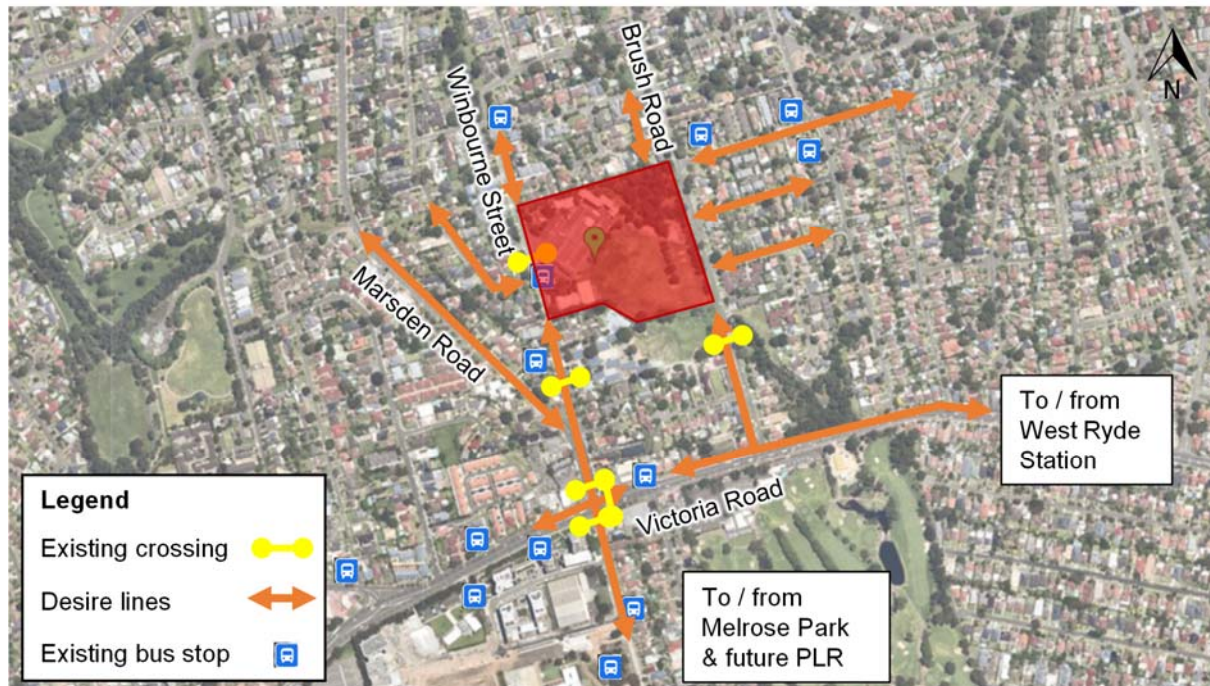 Brush Road
Winbourne Street
N
Marsden Road
To / from
West Ryde
Station
Victoria Road
Legend
Existing crossing
Desire lines
Existing bus stop
To / from
Melrose Park
& future PLR